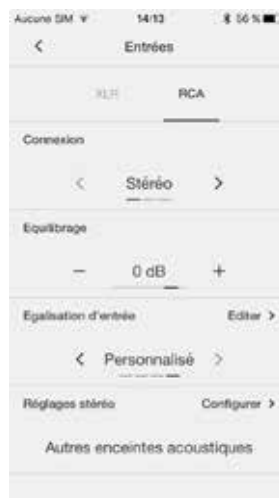 Aucune SIM 14:13 56 %
< Entrées
XLR RCA
Connexion
< Stéréo >
Equilibrage
− 0 dB +
Egalisation d'entrée Editer >
< Personnalisé >
Réglages stéréo Configurer >
Autres enceintes acoustiques